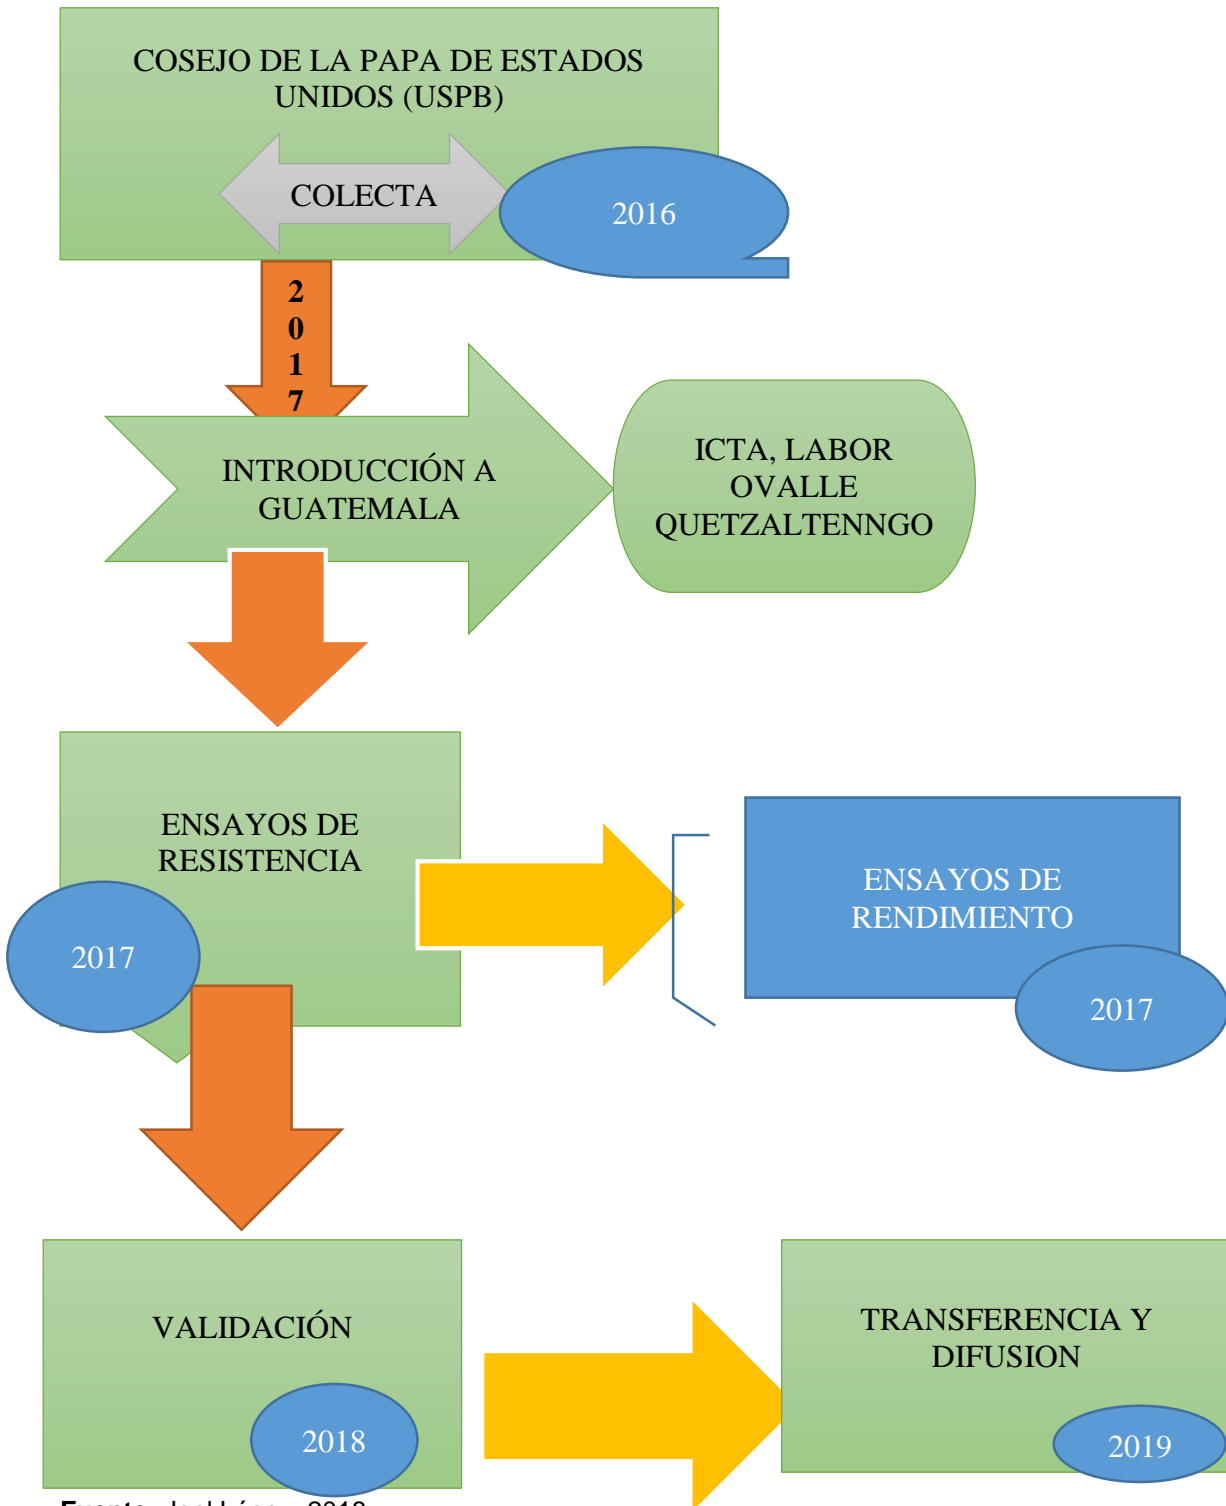 COSEJO DE LA PAPA DE ESTADOS
UNIDOS (USPB)
COLECTA
2016
2
0
1
7
INTRODUCCIÓN A
GUATEMALA
ICTA, LABOR
OVALLE
QUETZALTENNGO
ENSAYOS DE
RESISTENCIA
2017
ENSAYOS DE
RENDIMIENTO
2017
VALIDACIÓN
2018
TRANSFERENCIA Y
DIFUSION
2019